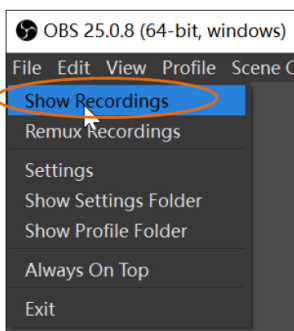 OBS 25.0.8 (64-bit, windows)
File Edit View Profile Scene C
Show Recordings
Remux Recordings
Settings
Show Settings Folder
Show Profile Folder
Always On Top
Exit